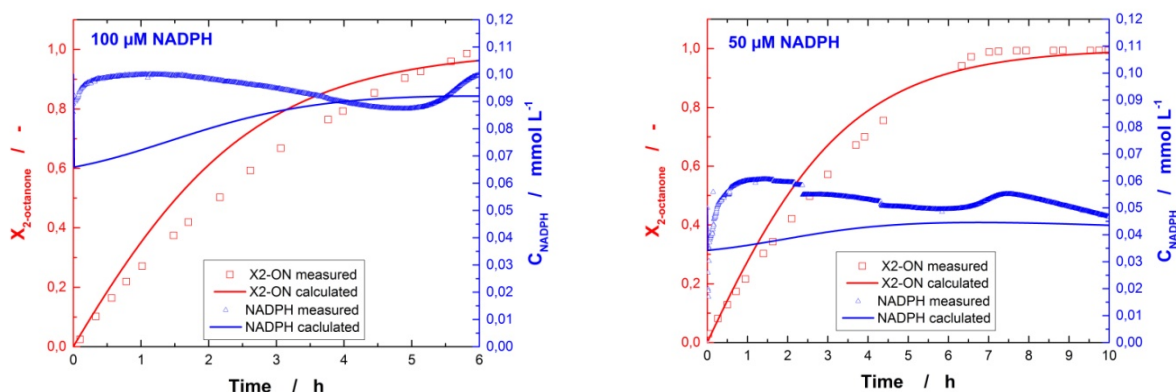 100 µM NADPH
X2-octanone / -
1,0
0,8
0,6
0,4
0,2
0,0
0,12
0,11
0,10
0,09
0,08
0,07
0,06
0,05
0,04
0,03
0,02
0,01
0,00
CNADPH / mmol L-1
X2-ON measured
X2-ON calculated
NADPH measured
NADPH caclulated
0 1 2 3 4 5 6
Time / h
50 µM NADPH
X2-octanone / -
1,0
0,8
0,6
0,4
0,2
0,0
0,12
0,11
0,10
0,09
0,08
0,07
0,06
0,05
0,04
0,03
0,02
0,01
0,00
CNADPH / mmol L-1
X2-ON measured
X2-ON calculated
NADPH measured
NADPH caclulated
0 1 2 3 4 5 6 7 8 9 10
Time / h